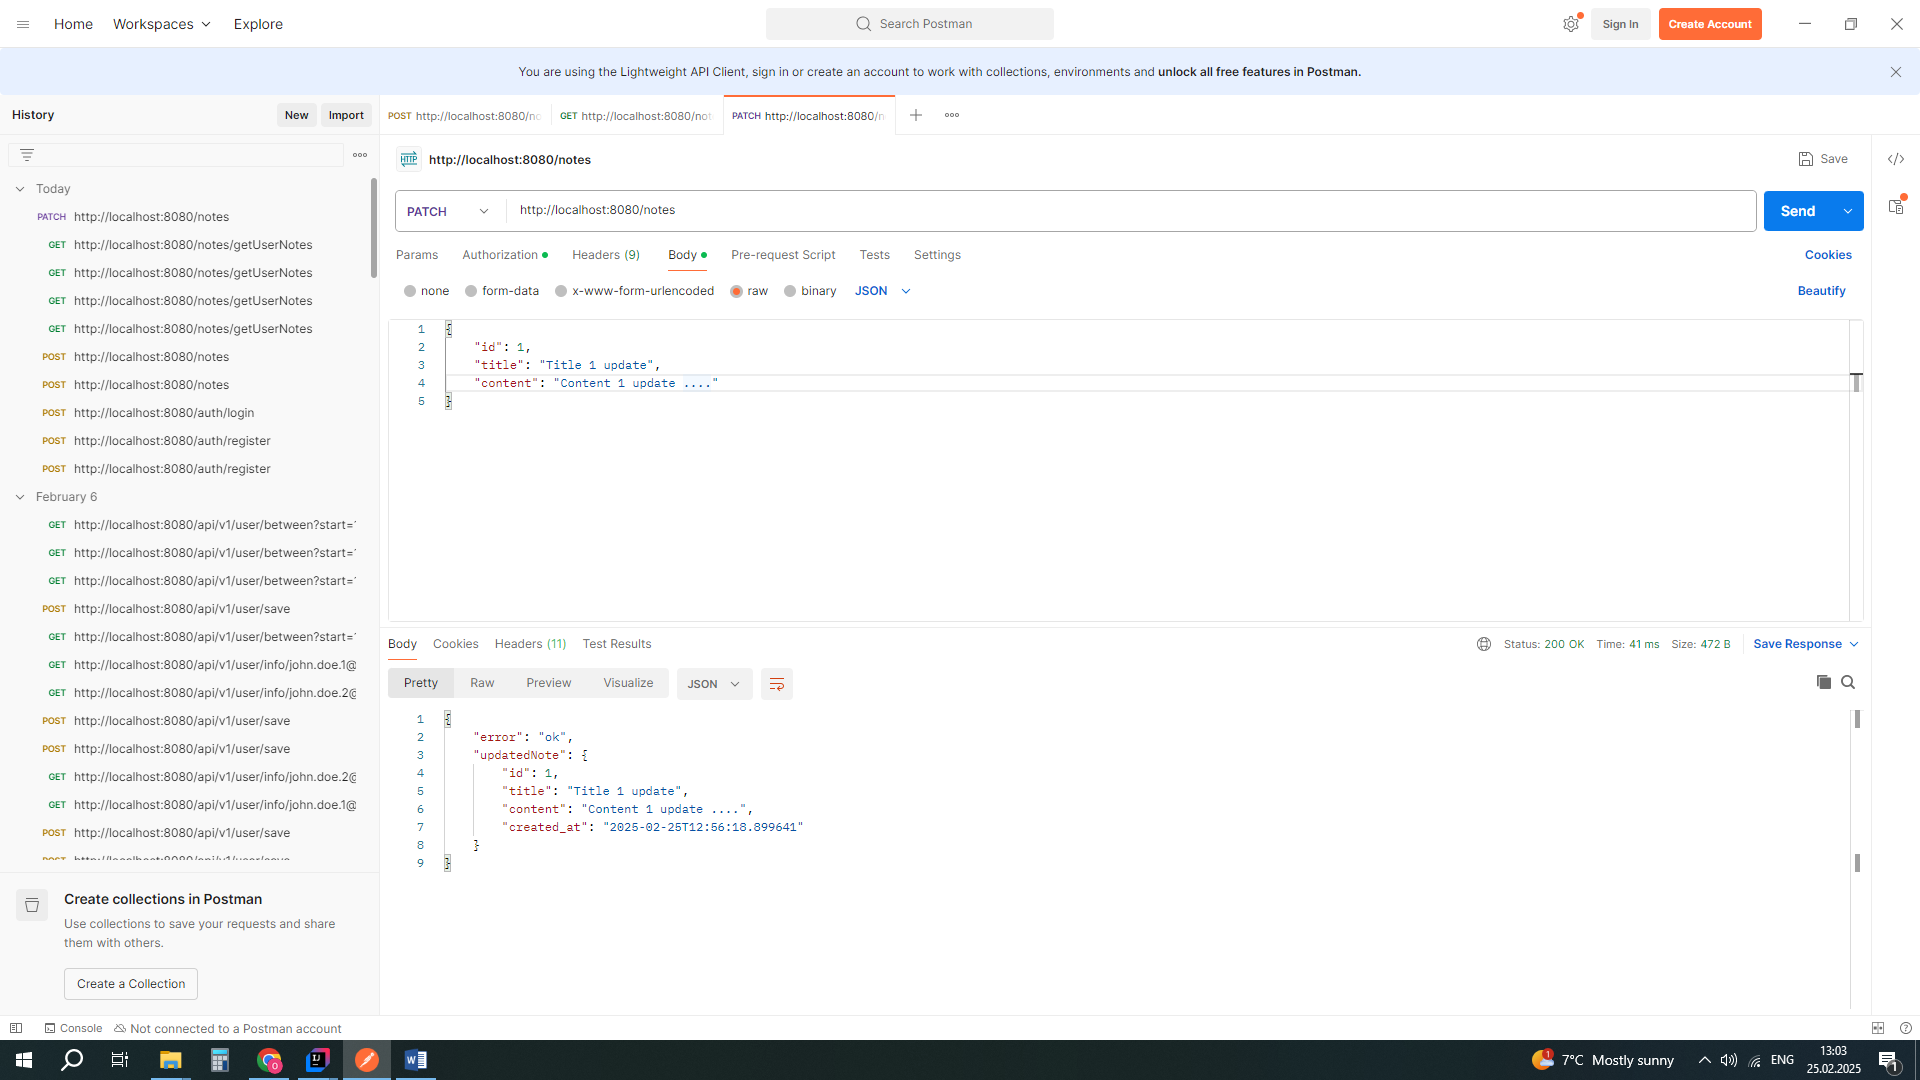 Home Workspaces Explore
Search Postman
Sign In Create Account
You are using the Lightweight API Client, sign in or create an account to work with collections, environments and unlock all free features in Postman.
History New Import
POST http://localhost:8080/no GET http://localhost:8080/not PATCH http://localhost:8080/n
HTTP http://localhost:8080/notes Save
PATCH http://localhost:8080/notes Send
Params Authorization Headers (9) Body Pre-request Script Tests Settings Cookies
none form-data x-www-form-urlencoded raw binary JSON Beautify
1 {
2 "id": 1,
3 "title": "Title 1 update",
4 "content": "Content 1 update ...."
5 }
Today
PATCH http://localhost:8080/notes
GET http://localhost:8080/notes/getUserNotes
GET http://localhost:8080/notes/getUserNotes
GET http://localhost:8080/notes/getUserNotes
GET http://localhost:8080/notes/getUserNotes
POST http://localhost:8080/notes
POST http://localhost:8080/notes
POST http://localhost:8080/auth/login
POST http://localhost:8080/auth/register
POST http://localhost:8080/auth/register
February 6
GET http://localhost:8080/api/v1/user/between?start=
GET http://localhost:8080/api/v1/user/between?start=
GET http://localhost:8080/api/v1/user/between?start=
POST http://localhost:8080/api/v1/user/save
GET http://localhost:8080/api/v1/user/between?start=
GET http://localhost:8080/api/v1/user/info/john.doe.1@
GET http://localhost:8080/api/v1/user/info/john.doe.2@
POST http://localhost:8080/api/v1/user/save
POST http://localhost:8080/api/v1/user/save
GET http://localhost:8080/api/v1/user/info/john.doe.2@
GET http://localhost:8080/api/v1/user/info/john.doe.1@
POST http://localhost:8080/api/v1/user/save
Create collections in Postman
Use collections to save your requests and share
them with others.
Create a Collection
Body Cookies Headers (11) Test Results Status: 200 OK Time: 41 ms Size: 472 B Save Response
Pretty Raw Preview Visualize JSON
1 {
2 "error": "ok",
3 "updatedNote": {
4 "id": 1,
5 "title": "Title 1 update",
6 "content": "Content 1 update ....",
7 "created_at": "2025-02-25T12:56:18.899641"
8 }
9 }
Console Not connected to a Postman account
1 7°C Mostly sunny ENG 13:03
25.02.2025 1